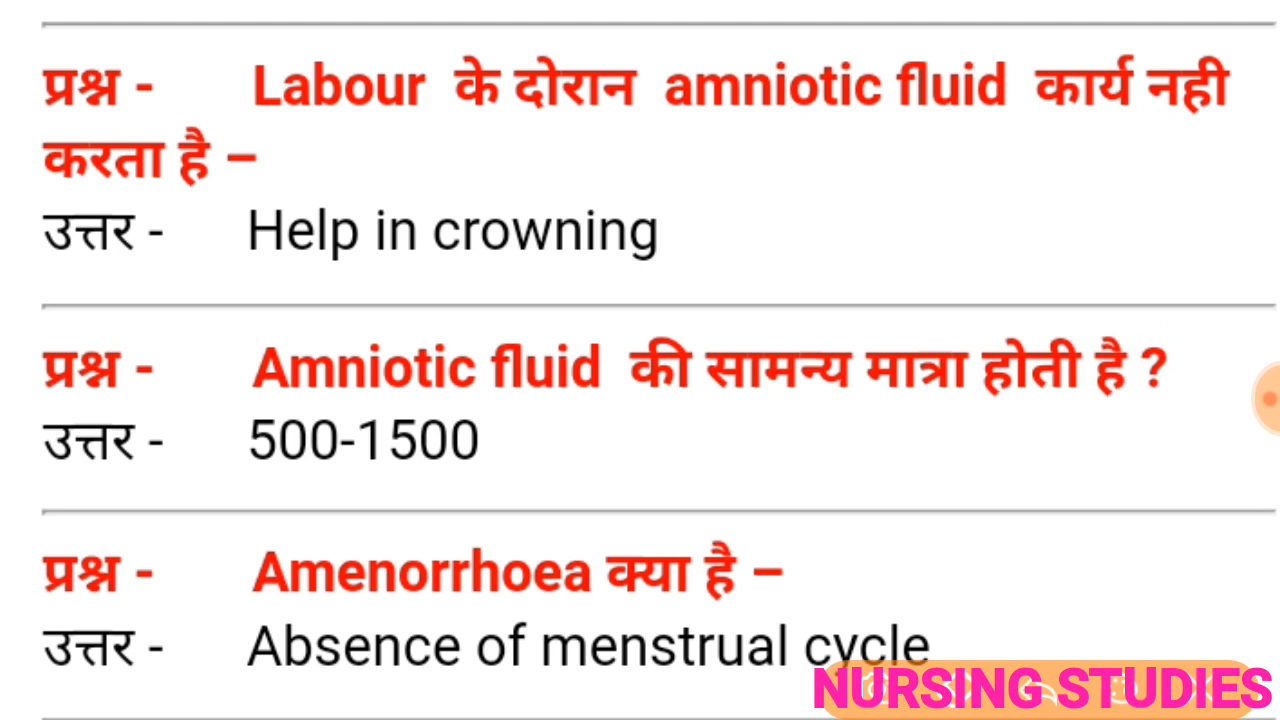 प्रश्न - Labour के दोरान amniotic fluid कार्य नही
करता है –
उत्तर - Help in crowning
प्रश्न - Amniotic fluid की सामन्य मात्रा होती है ?
उत्तर - 500-1500
प्रश्न - Amenorrhoea क्या है –
उत्तर - Absence of menstrual cycle
NURSING STUDIES